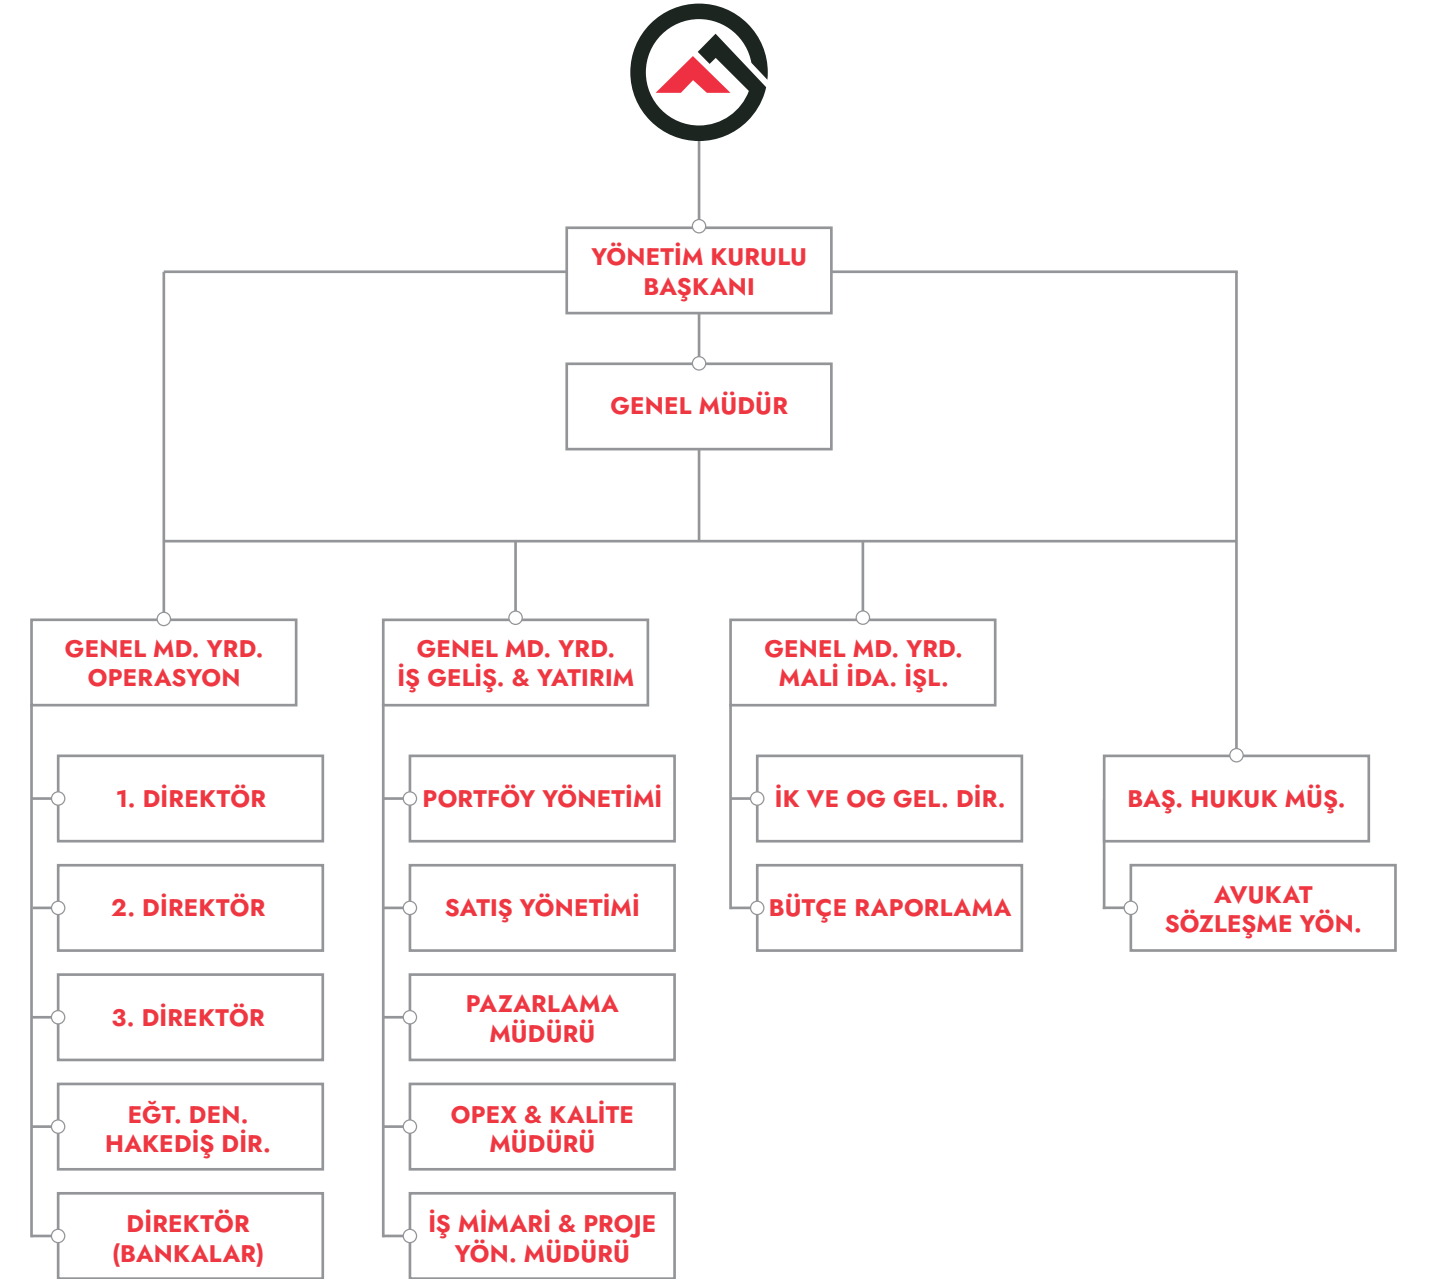 YÖNETİM KURULU
BAŞKANI
GENEL MÜDÜR
GENEL MD. YRD.
OPERASYON
1. DİREKTÖR
2. DİREKTÖR
3. DİREKTÖR
EĞT. DEN.
HAKEDİŞ DİR.
DİREKTÖR
(BANKALAR)
GENEL MD. YRD.
İŞ GELİŞ. & YATIRIM
PORTFÖY YÖNETİMİ
SATIŞ YÖNETİMİ
PAZARLAMA
MÜDÜRÜ
OPEX & KALİTE
MÜDÜRÜ
İŞ MİMARİ & PROJE
YÖN. MÜDÜRÜ
GENEL MD. YRD.
MALİ İDA. İŞL.
İK VE OG GEL. DİR.
BÜTÇE RAPORLAMA
BAŞ. HUKUK MÜŞ.
AVUKAT
SÖZLEŞME YÖN.